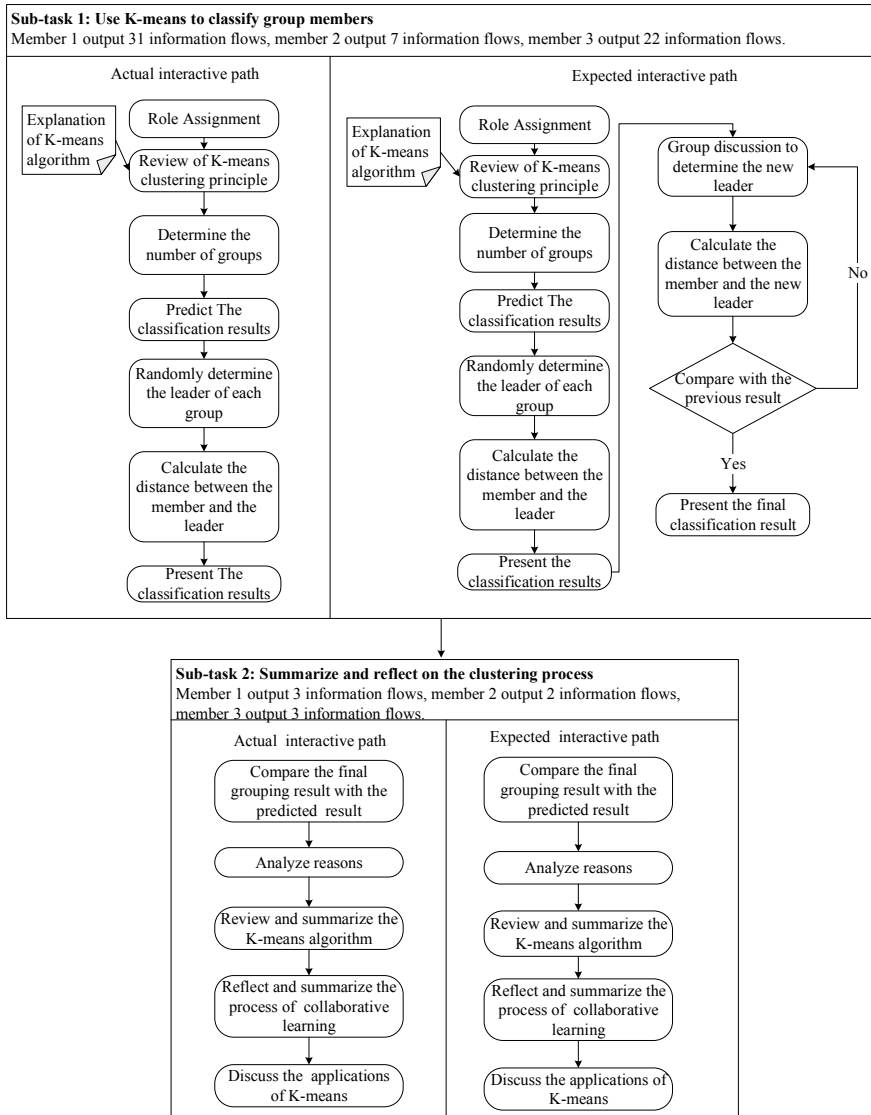 Sub-task 1: Use K-means to classify group members
Member 1 output 31 information flows, member 2 output 7 information flows, member 3 output 22 information flows.
Actual interactive path
Explanation
of K-means
algorithm
Role Assignment
Review of K-means
clustering principle
Determine the
number of groups
Predict The
classification results
Randomly determine
the leader of each
group
Calculate the
distance between the
member and the
leader
Present The
classification results
Expected interactive path
Explanation
of K-means
algorithm
Role Assignment
Review of K-means
clustering principle
Determine the
number of groups
Predict The
classification results
Randomly determine
the leader of each
group
Calculate the
distance between the
member and the
leader
Present the
classification results
Group discussion to
determine the new
leader
Calculate the
distance between the
member and the new
leader
No
Compare with the
previous result
Yes
Present the final
classification result
Sub-task 2: Summarize and reflect on the clustering process
Member 1 output 3 information flows, member 2 output 2 information flows,
member 3 output 3 information flows.
Actual interactive path
Compare the final
grouping result with the
predicted result
Analyze reasons
Review and summarize the
K-means algorithm
Reflect and summarize the
process of collaborative
learning
Discuss the applications
of K-means
Expected interactive path
Compare the final
grouping result with the
predicted result
Analyze reasons
Review and summarize the
K-means algorithm
Reflect and summarize the
process of collaborative
learning
Discuss the applications of
K-means